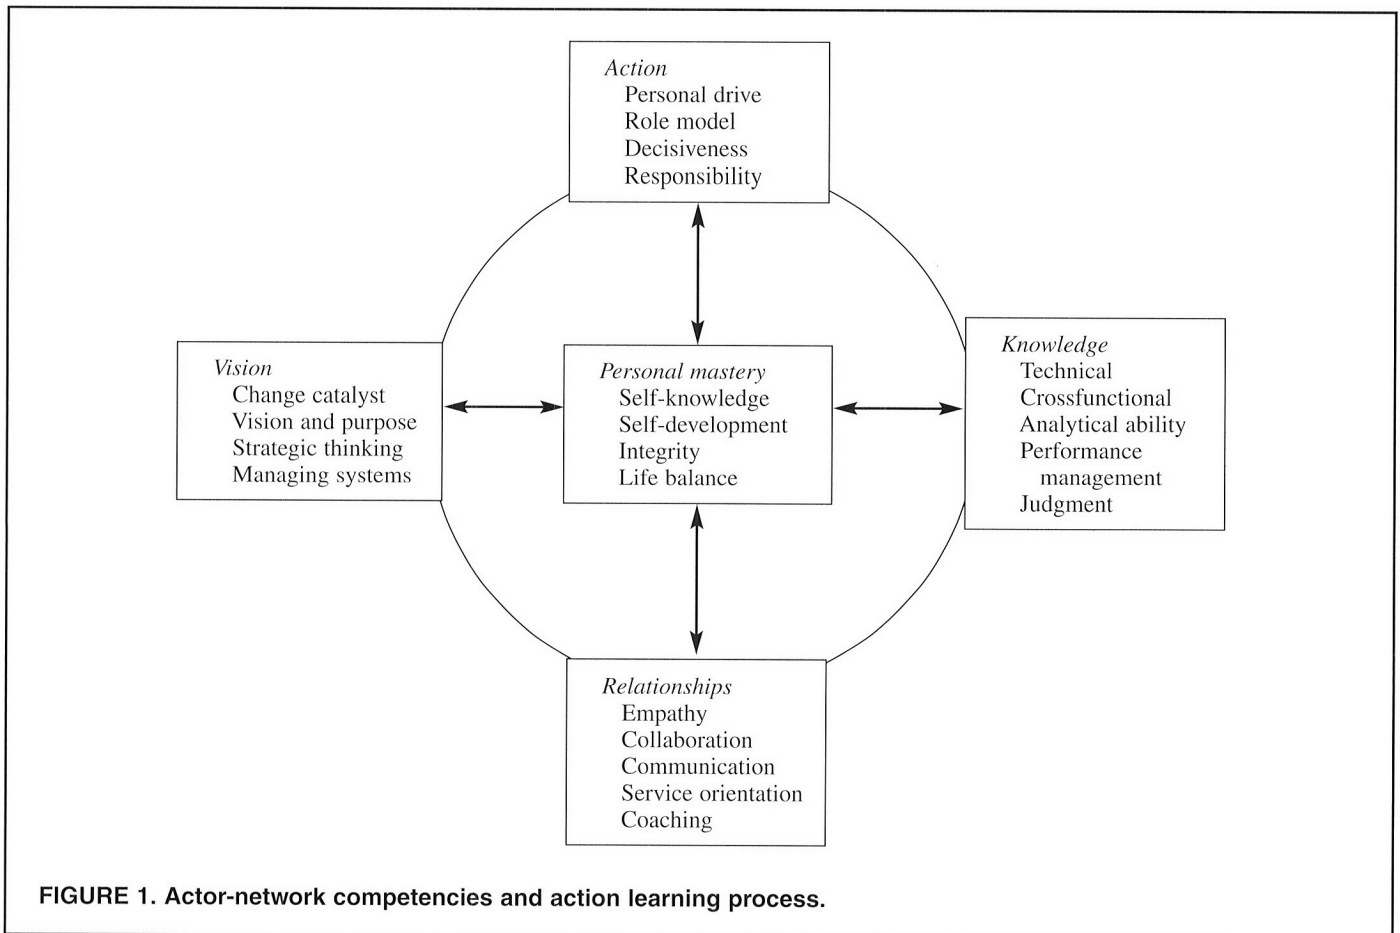 Action
Personal drive
Role model
Decisiveness
Responsibility
Vision
Change catalyst
Vision and purpose
Strategic thinking
Managing systems
Personal mastery
Self-knowledge
Self-development
Integrity
Life balance
Knowledge
Technical
Crossfunctional
Analytical ability
Performance
management
Judgment
Relationships
Empathy
Collaboration
Communication
Service orientation
Coaching
FIGURE 1. Actor-network competencies and action learning process.